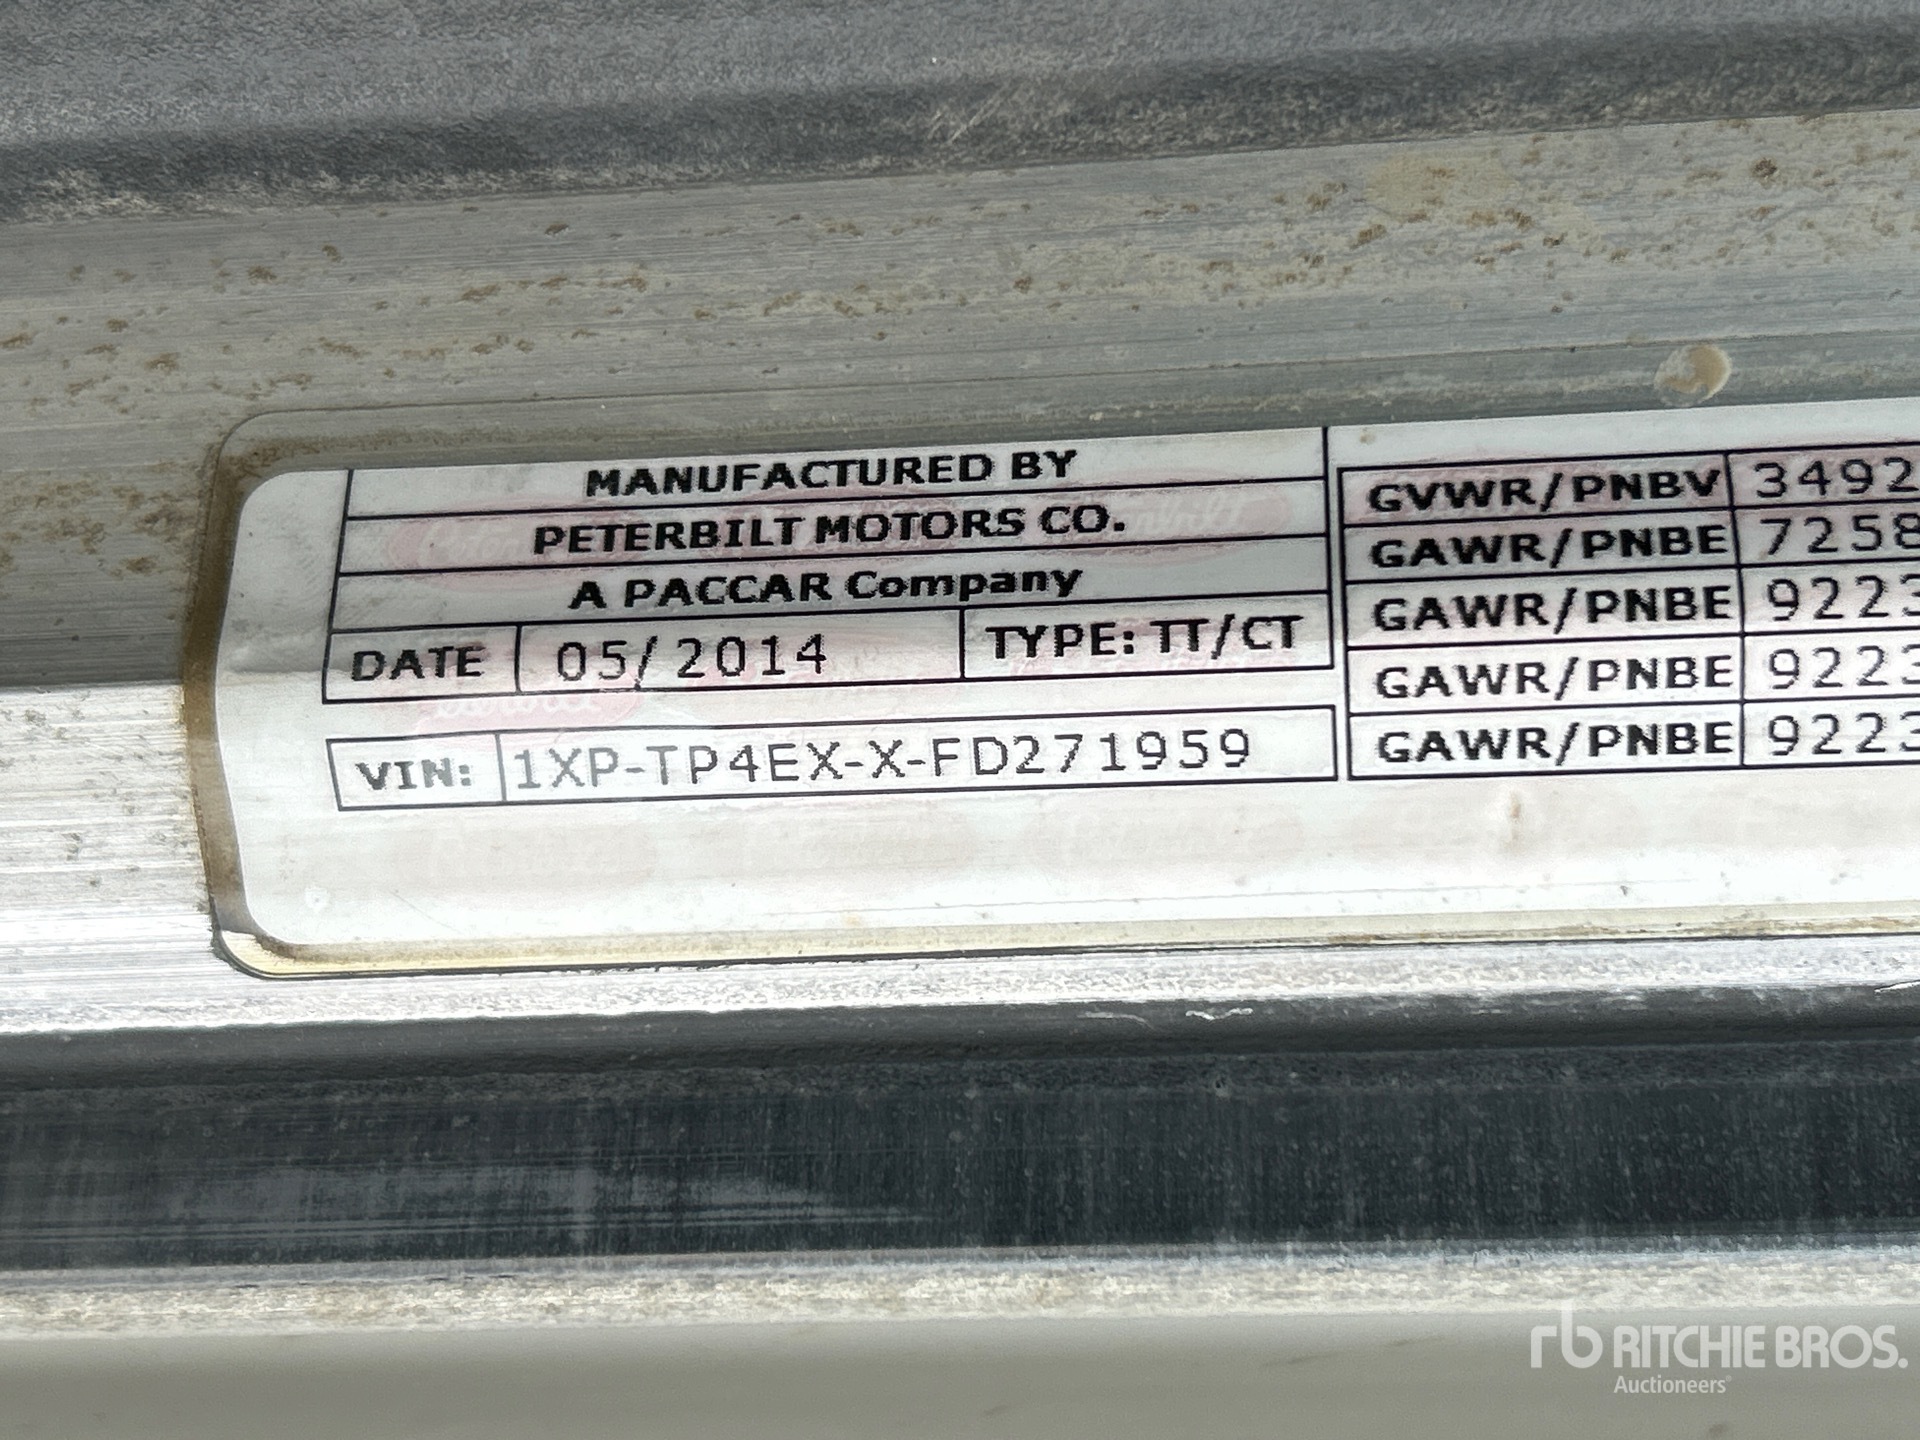 MANUFACTURED BY
PETERBILT MOTORS CO.
A PACCAR Company
DATE 05/2014 TYPE: TT/CT
VIN: 1XP-TP4EX-X-FD271959
GVWR/PNBV 3492
GAWR/PNBE 7258
GAWR/PNBE 9223
GAWR/PNBE 9223
GAWR/PNBE 9223
rb RITCHIE BROS.
Auctioneers